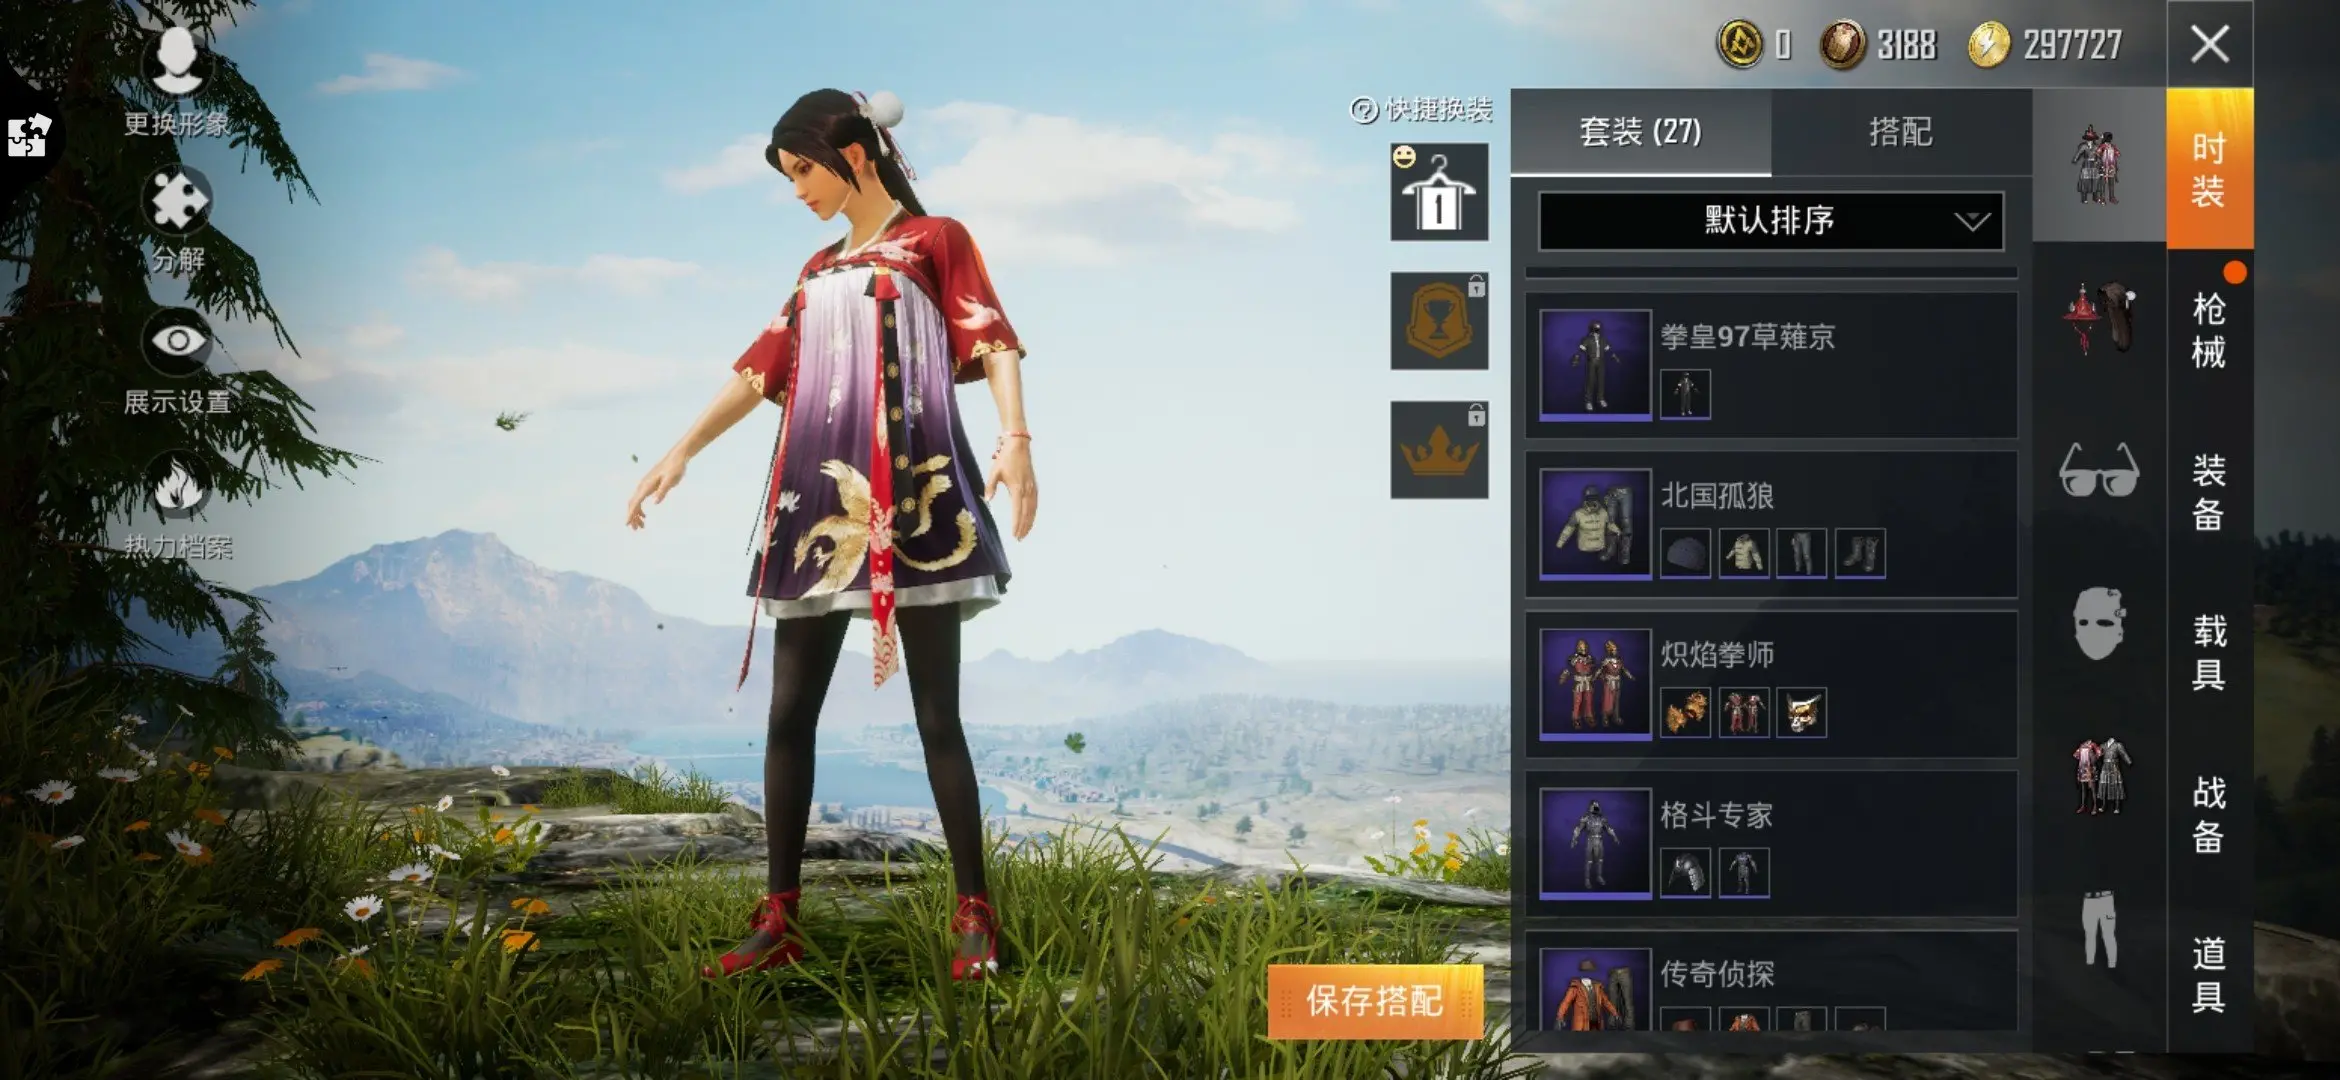 0 3188 297727
更换形象
分解
展示设置
热力档案
快捷换装
1
保存搭配
套装 (27)
搭配
默认排序
拳皇97草薙京
北国孤狼
炽焰拳师
格斗专家
传奇侦探
时装
枪械
装备
载具
战备
道具